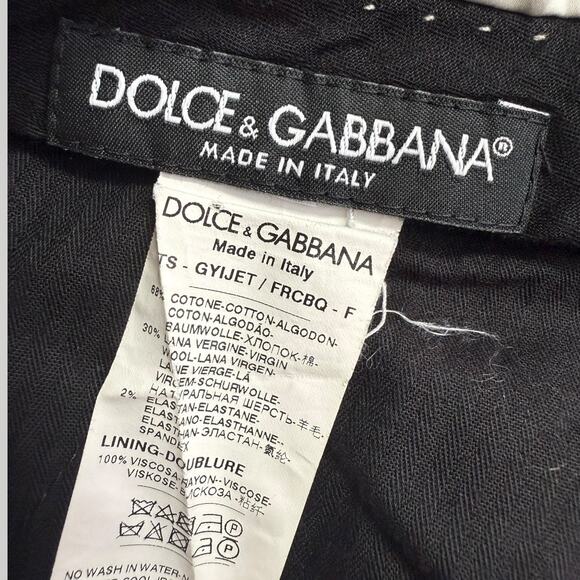 DOLCE & GABBANA®
MADE IN ITALY
DOLCE & GABBANA
Made in Italy
TS - GYIJET / FRCBQ - F
68% COTONE-COTTON-ALGODON-
COTON-ALGODÃO-
BAUMWOLLE-ХЛОПОК-棉-
30% LANA VERGINE-VIRGIN
WOOL-LANA VIRGEN-
LAINE VIERGE-LÃ
SCHURWOLLE-
НАТУРАЛЬНАЯ ШЕРСТЬ-羊毛-
2% ELASTAN-ELASTANE-
ELASTANO-ELASTHANNE-
ELASTHAN-ЭЛАСТАН-氨纶-
SPANDEX
LINING-DOUBLURE
100% VISCOSA-RAYON-VISCOSE-
VISKOSE-ВИСКОЗА-粘纤-
P
P
NO WASH IN WATER-N